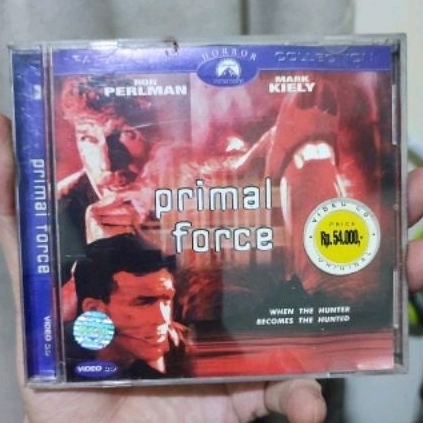 HORROR
COLLECTION
RON
PERLMAN
MARK
KIELY
primal
force
VIDEO CD
PRICE
Rp. 54.000,-
ORIGINAL
WHEN THE HUNTER
BECOMES THE HUNTED
VIDEO CD
primal force
VIDEO CD